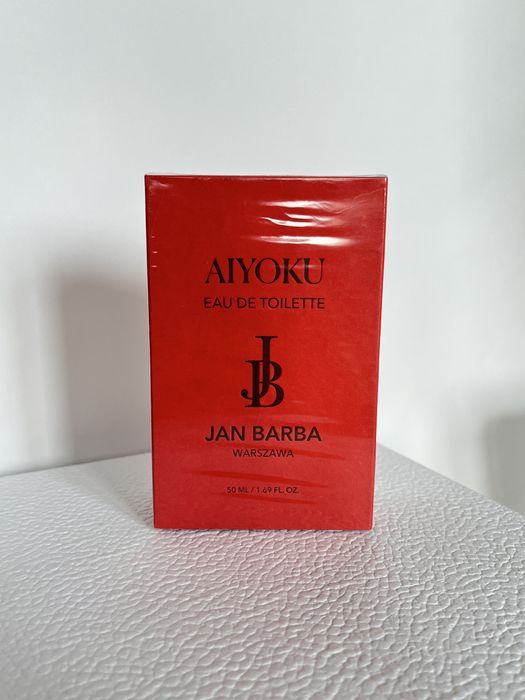 AIYOKU
EAU DE TOILETTE
JB
JAN BARBA
WARSZAWA
50 ML / 1.69 FL. OZ.